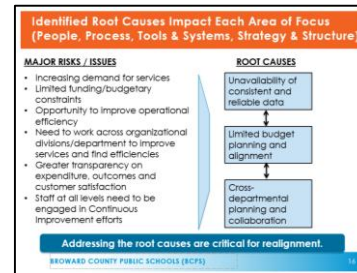 Identified Root Causes Impact Each Area of Focus
(People, Process, Tools & Systems, Strategy & Structure)
MAJOR RISKS / ISSUES
• Increasing demand for services
• Limited funding/budgetary
constraints
• Opportunity to improve operational
efficiency
• Need to work across organizational
divisions/department to improve
services and find efficiencies
• Greater transparency on
expenditure, outcomes and
customer satisfaction
• Staff at all levels need to be
engaged in Continuous
Improvement efforts
ROOT CAUSES
Unavailability of
consistent and
reliable data
Limited budget
planning and
alignment
Cross-
departmental
planning and
collaboration
Addressing the root causes are critical for realignment.
BROWARD COUNTY PUBLIC SCHOOLS (BCPS)
16